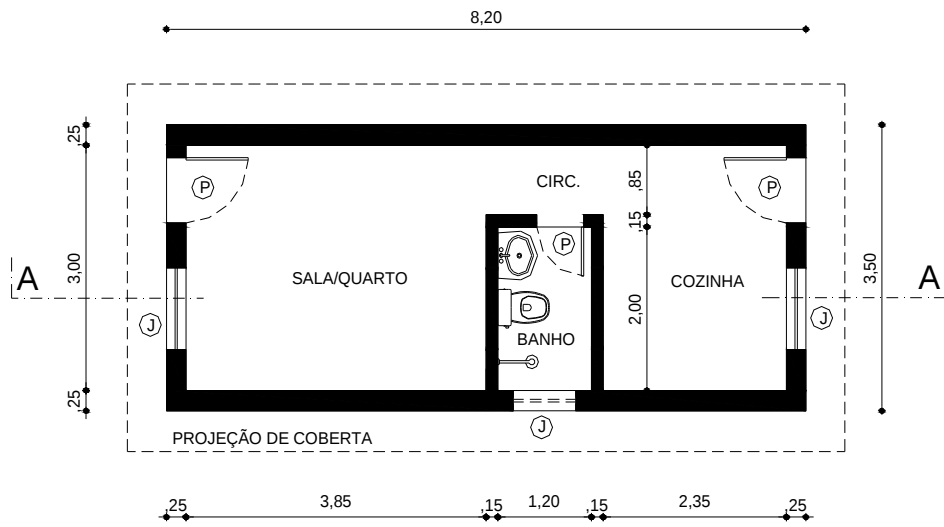 8,20
,25
P
CIRC.
,85
P
,15
P
A
3,00
SALA/QUARTO
COZINHA
3,50
A
2,00
J
J
BANHO
,25
J
PROJEÇÃO DE COBERTA
,25
3,85
,15
1,20
,15
2,35
,25